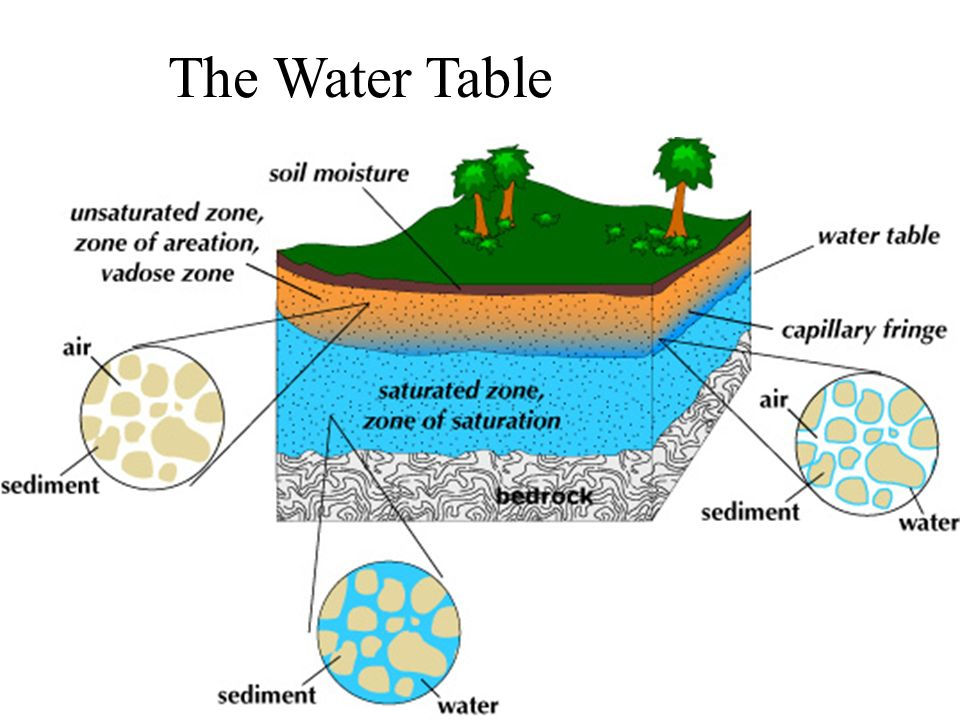 The Water Table
soil moisture
unsaturated zone,
zone of areation,
vadose zone
water table
capillary fringe
air
sediment
saturated zone,
zone of saturation
air
sediment
water
bedrock
sediment
water